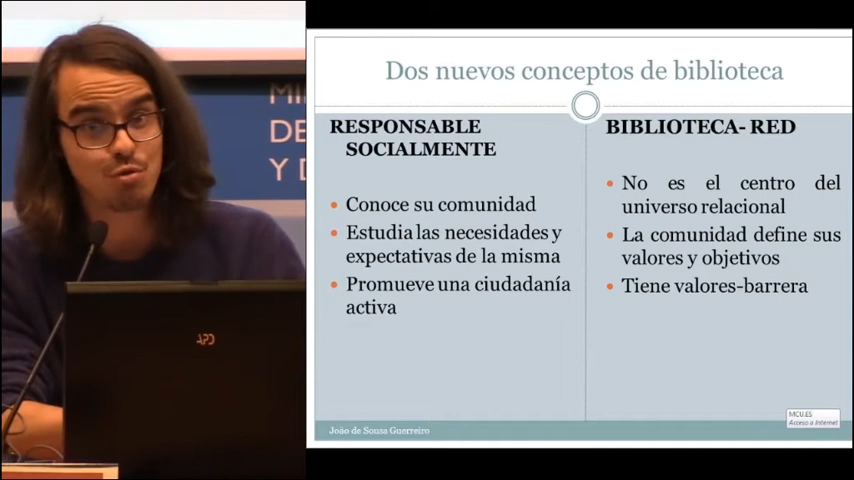 MI
DE
Y D
APD
Dos nuevos conceptos de biblioteca
RESPONSABLE
SOCIALMENTE
Conoce su comunidad
Estudia las necesidades y
expectativas de la misma
Promueve una ciudadanía
activa
BIBLIOTECA- RED
No es el centro del
universo relacional
La comunidad define sus
valores y objetivos
Tiene valores-barrera
João de Sousa Guerreiro
MCU.ES
Acceso a Internet